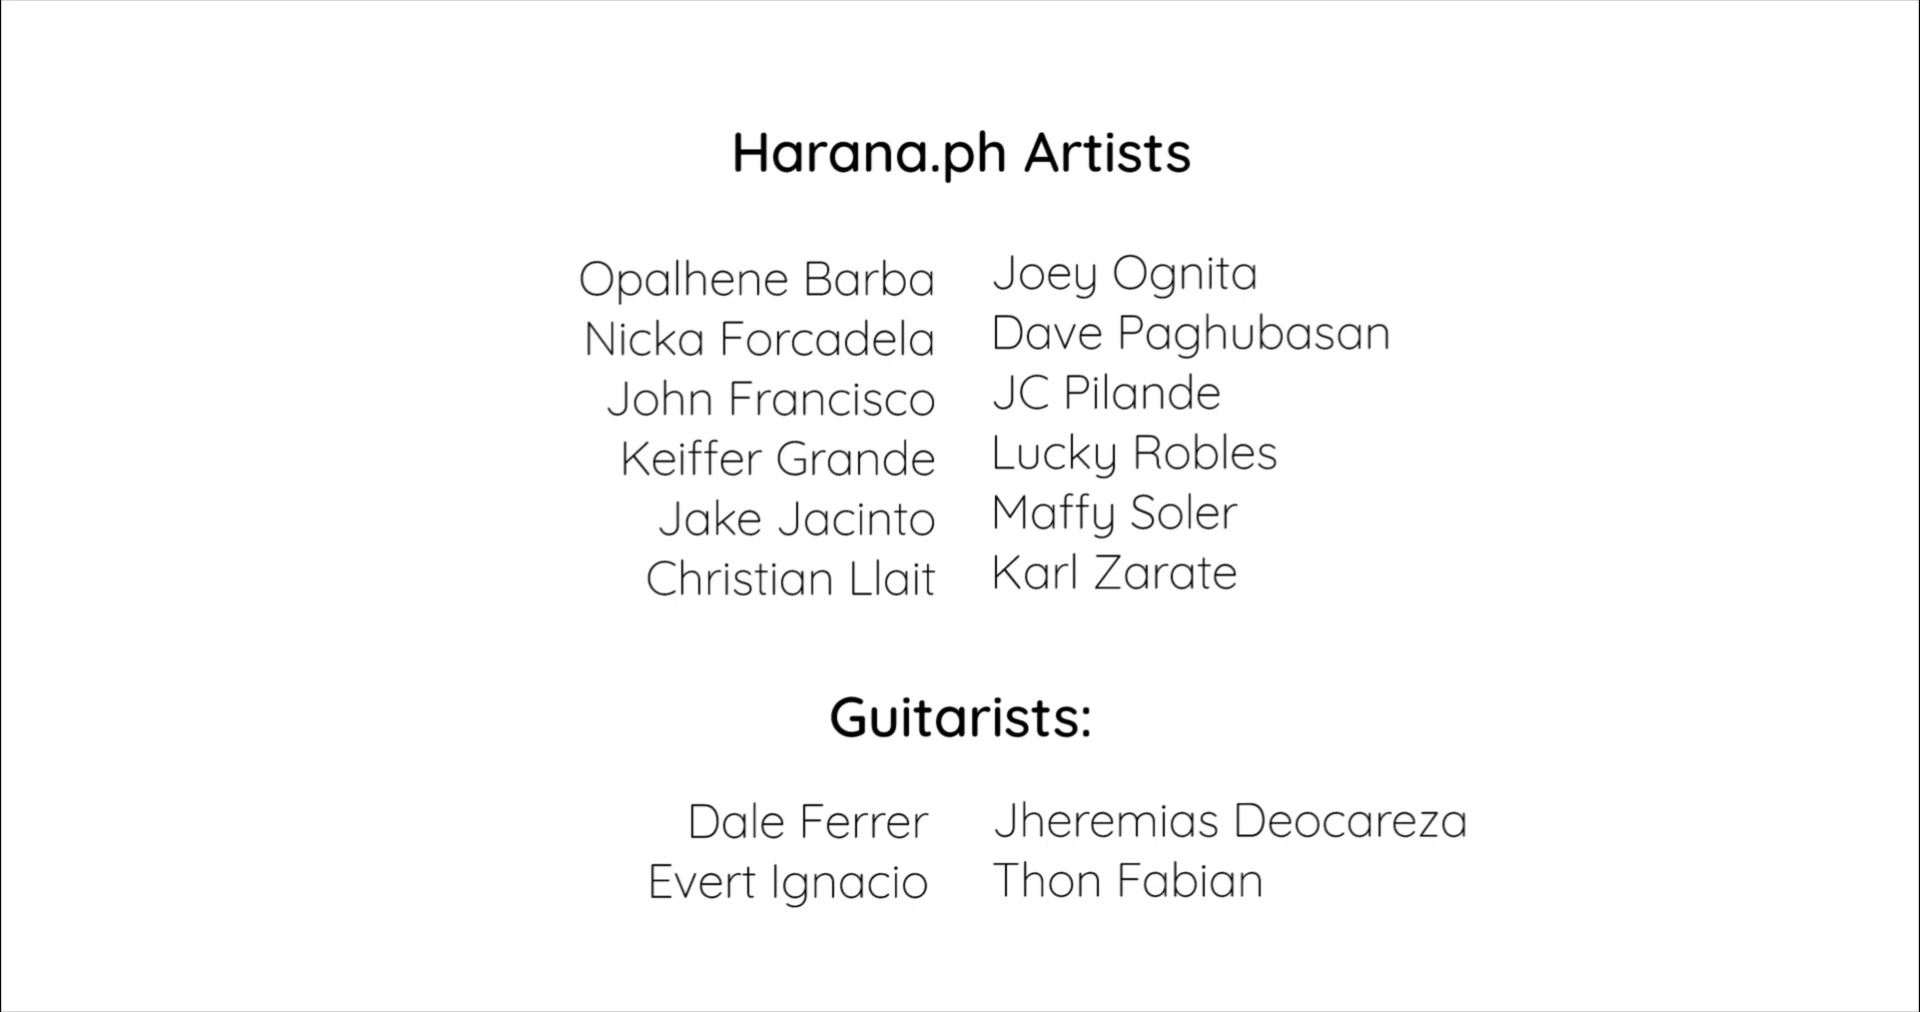 Harana.ph Artists
Opalhene Barba
Nicka Forcadela
John Francisco
Keiffer Grande
Jake Jacinto
Christian Llait
Joey Ognita
Dave Paghubasan
JC Pilande
Lucky Robles
Maffy Soler
Karl Zarate
Guitarists:
Dale Ferrer
Evert Ignacio
Jheremias Deocareza
Thon Fabian